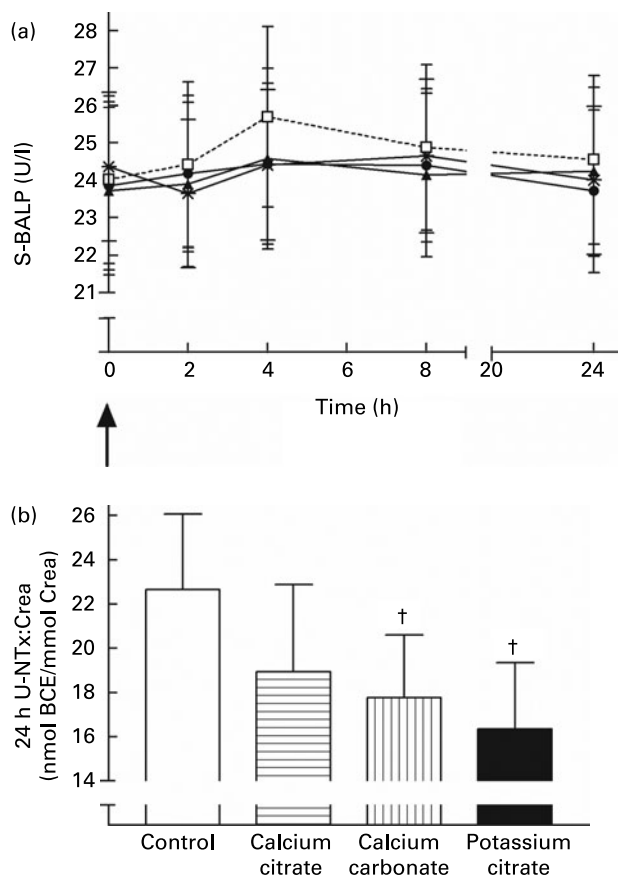 (a)
28
27
26
25
24
23
22
21
S-BALP (U/l)
0 2 4 6 8 20 24
Time (h)
(b)
26
24
22
20
18
16
14
24 h U-NTx:Crea
(nmol BCE/mmol Crea)
† †
Control Calcium citrate Calcium carbonate Potassium citrate